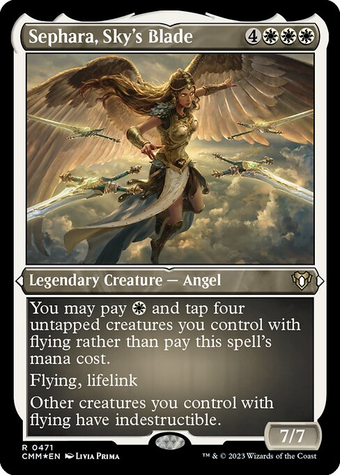 Sephara, Sky's Blade 4
Legendary Creature — Angel
You may pay and tap four
untapped creatures you control with
flying rather than pay this spell's
mana cost.
Flying, lifelink
Other creatures you control with
flying have indestructible.
7/7
R 0471
CMM★EN LIVIA PRIMA
™ & © 2023 Wizards of the Coast